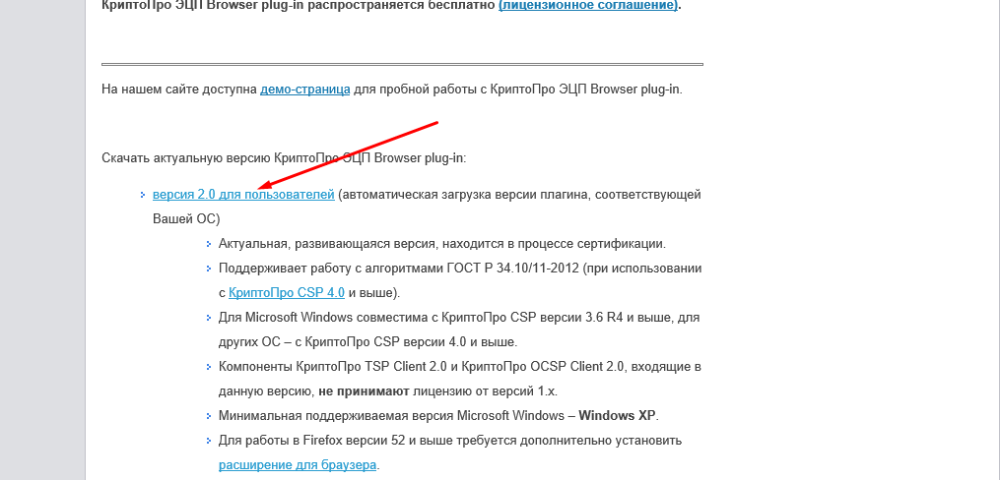 КриптоПро ЭЦП Browser plug-in распространяется бесплатно (лицензионное соглашение).
На нашем сайте доступна демо-страница для пробной работы с КриптоПро ЭЦП Browser plug-in.
Скачать актуальную версию КриптоПро ЭЦП Browser plug-in:
версия 2.0 для пользователей (автоматическая загрузка версии плагина, соответствующей
Вашей ОС)
Актуальная, развивающаяся версия, находится в процессе сертификации.
Поддерживает работу с алгоритмами ГОСТ Р 34.10/11-2012 (при использовании
с КриптоПро CSP 4.0 и выше).
Для Microsoft Windows совместима с КриптоПро CSP версии 3.6 R4 и выше, для
других ОС – с КриптоПро CSP версии 4.0 и выше.
Компоненты КриптоПро TSP Client 2.0 и КриптоПро OCSP Client 2.0, входящие в
данную версию, не принимают лицензию от версий 1.x.
Минимальная поддерживаемая версия Microsoft Windows – Windows XP.
Для работы в Firefox версии 52 и выше требуется дополнительно установить
расширение для браузера.